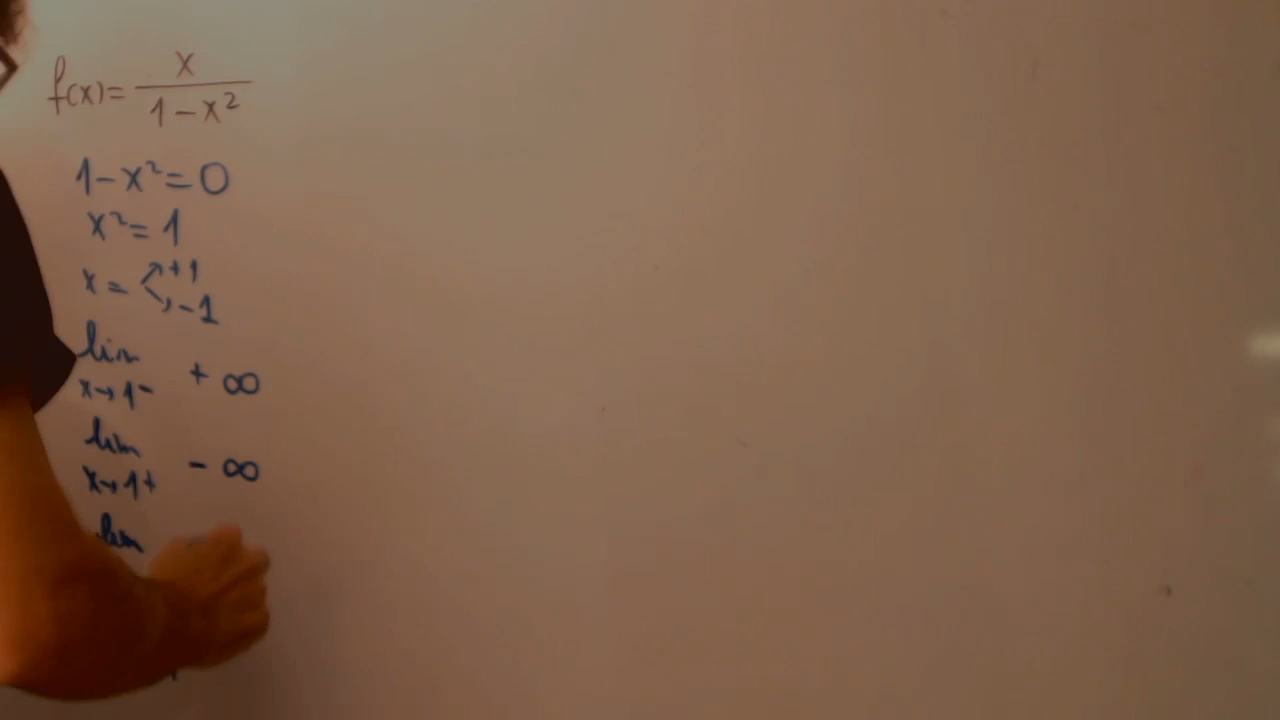 f(x) = x / (1 - x²)
1 - x² = 0
x² = 1
x = +1
-1
lim x→1⁻ + ∞
lim x→1+ - ∞
lim